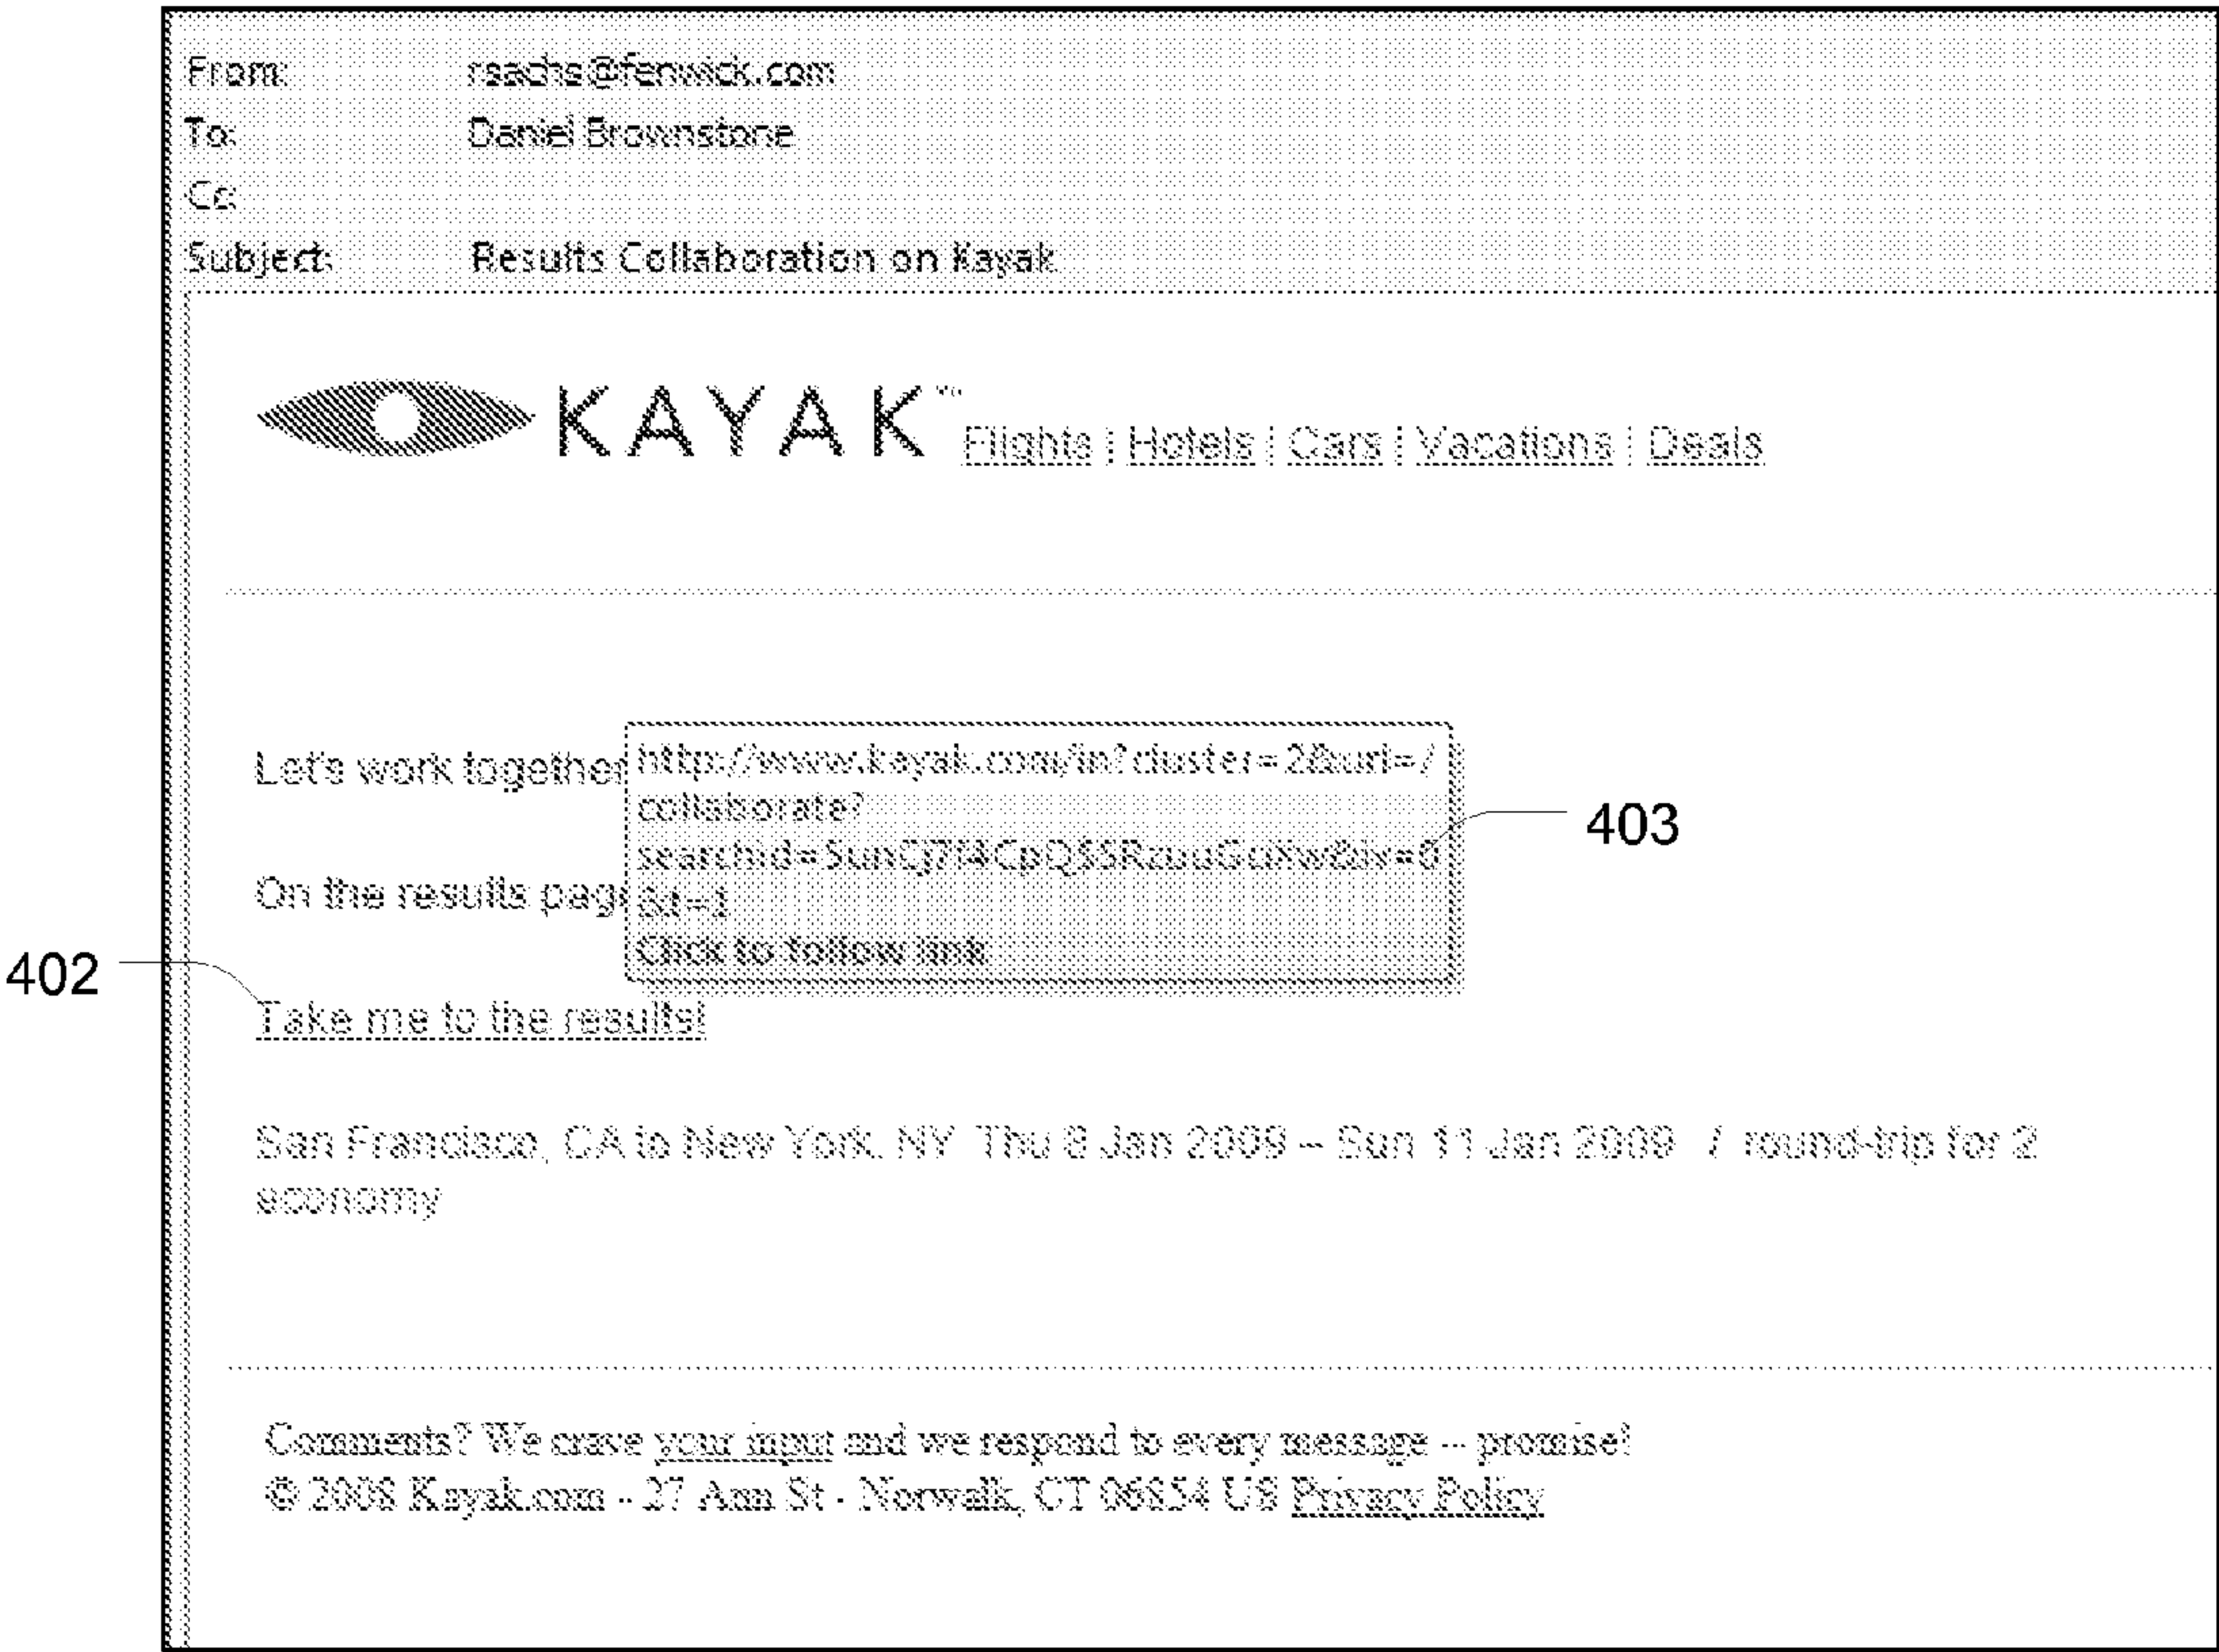 From: rsachs@fenwick.com
To: Daniel Brownstone
Cc:
Subject: Results Collaboration on Kayak
KAYAK™ Flights | Hotels | Cars | Vacations | Deals
Let's work together
http://www.kayak.com/in?cluster=2&url=/
collaborate?
403
On the results pag
Click to follow link
402
Take me to the results!
San Francisco, CA to New York, NY Thu 8 Jan 2009 -- Sun 11 Jan 2009 / round-trip for 2
economy
Comments? We crave your input and we respond to every message -- promise!
© 2008 Kayak.com - 27 Ann St - Norwalk, CT 06854 US Privacy Policy